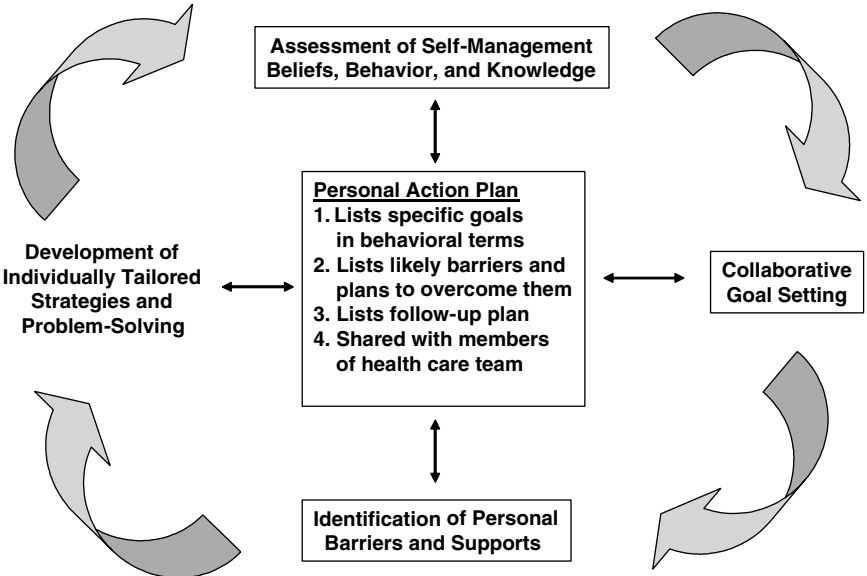 Assessment of Self-Management
Beliefs, Behavior, and Knowledge
Personal Action Plan
1. Lists specific goals
in behavioral terms
2. Lists likely barriers and
plans to overcome them
3. Lists follow-up plan
4. Shared with members
of health care team
Development of
Individually Tailored
Strategies and
Problem-Solving
Collaborative
Goal Setting
Identification of Personal
Barriers and Supports